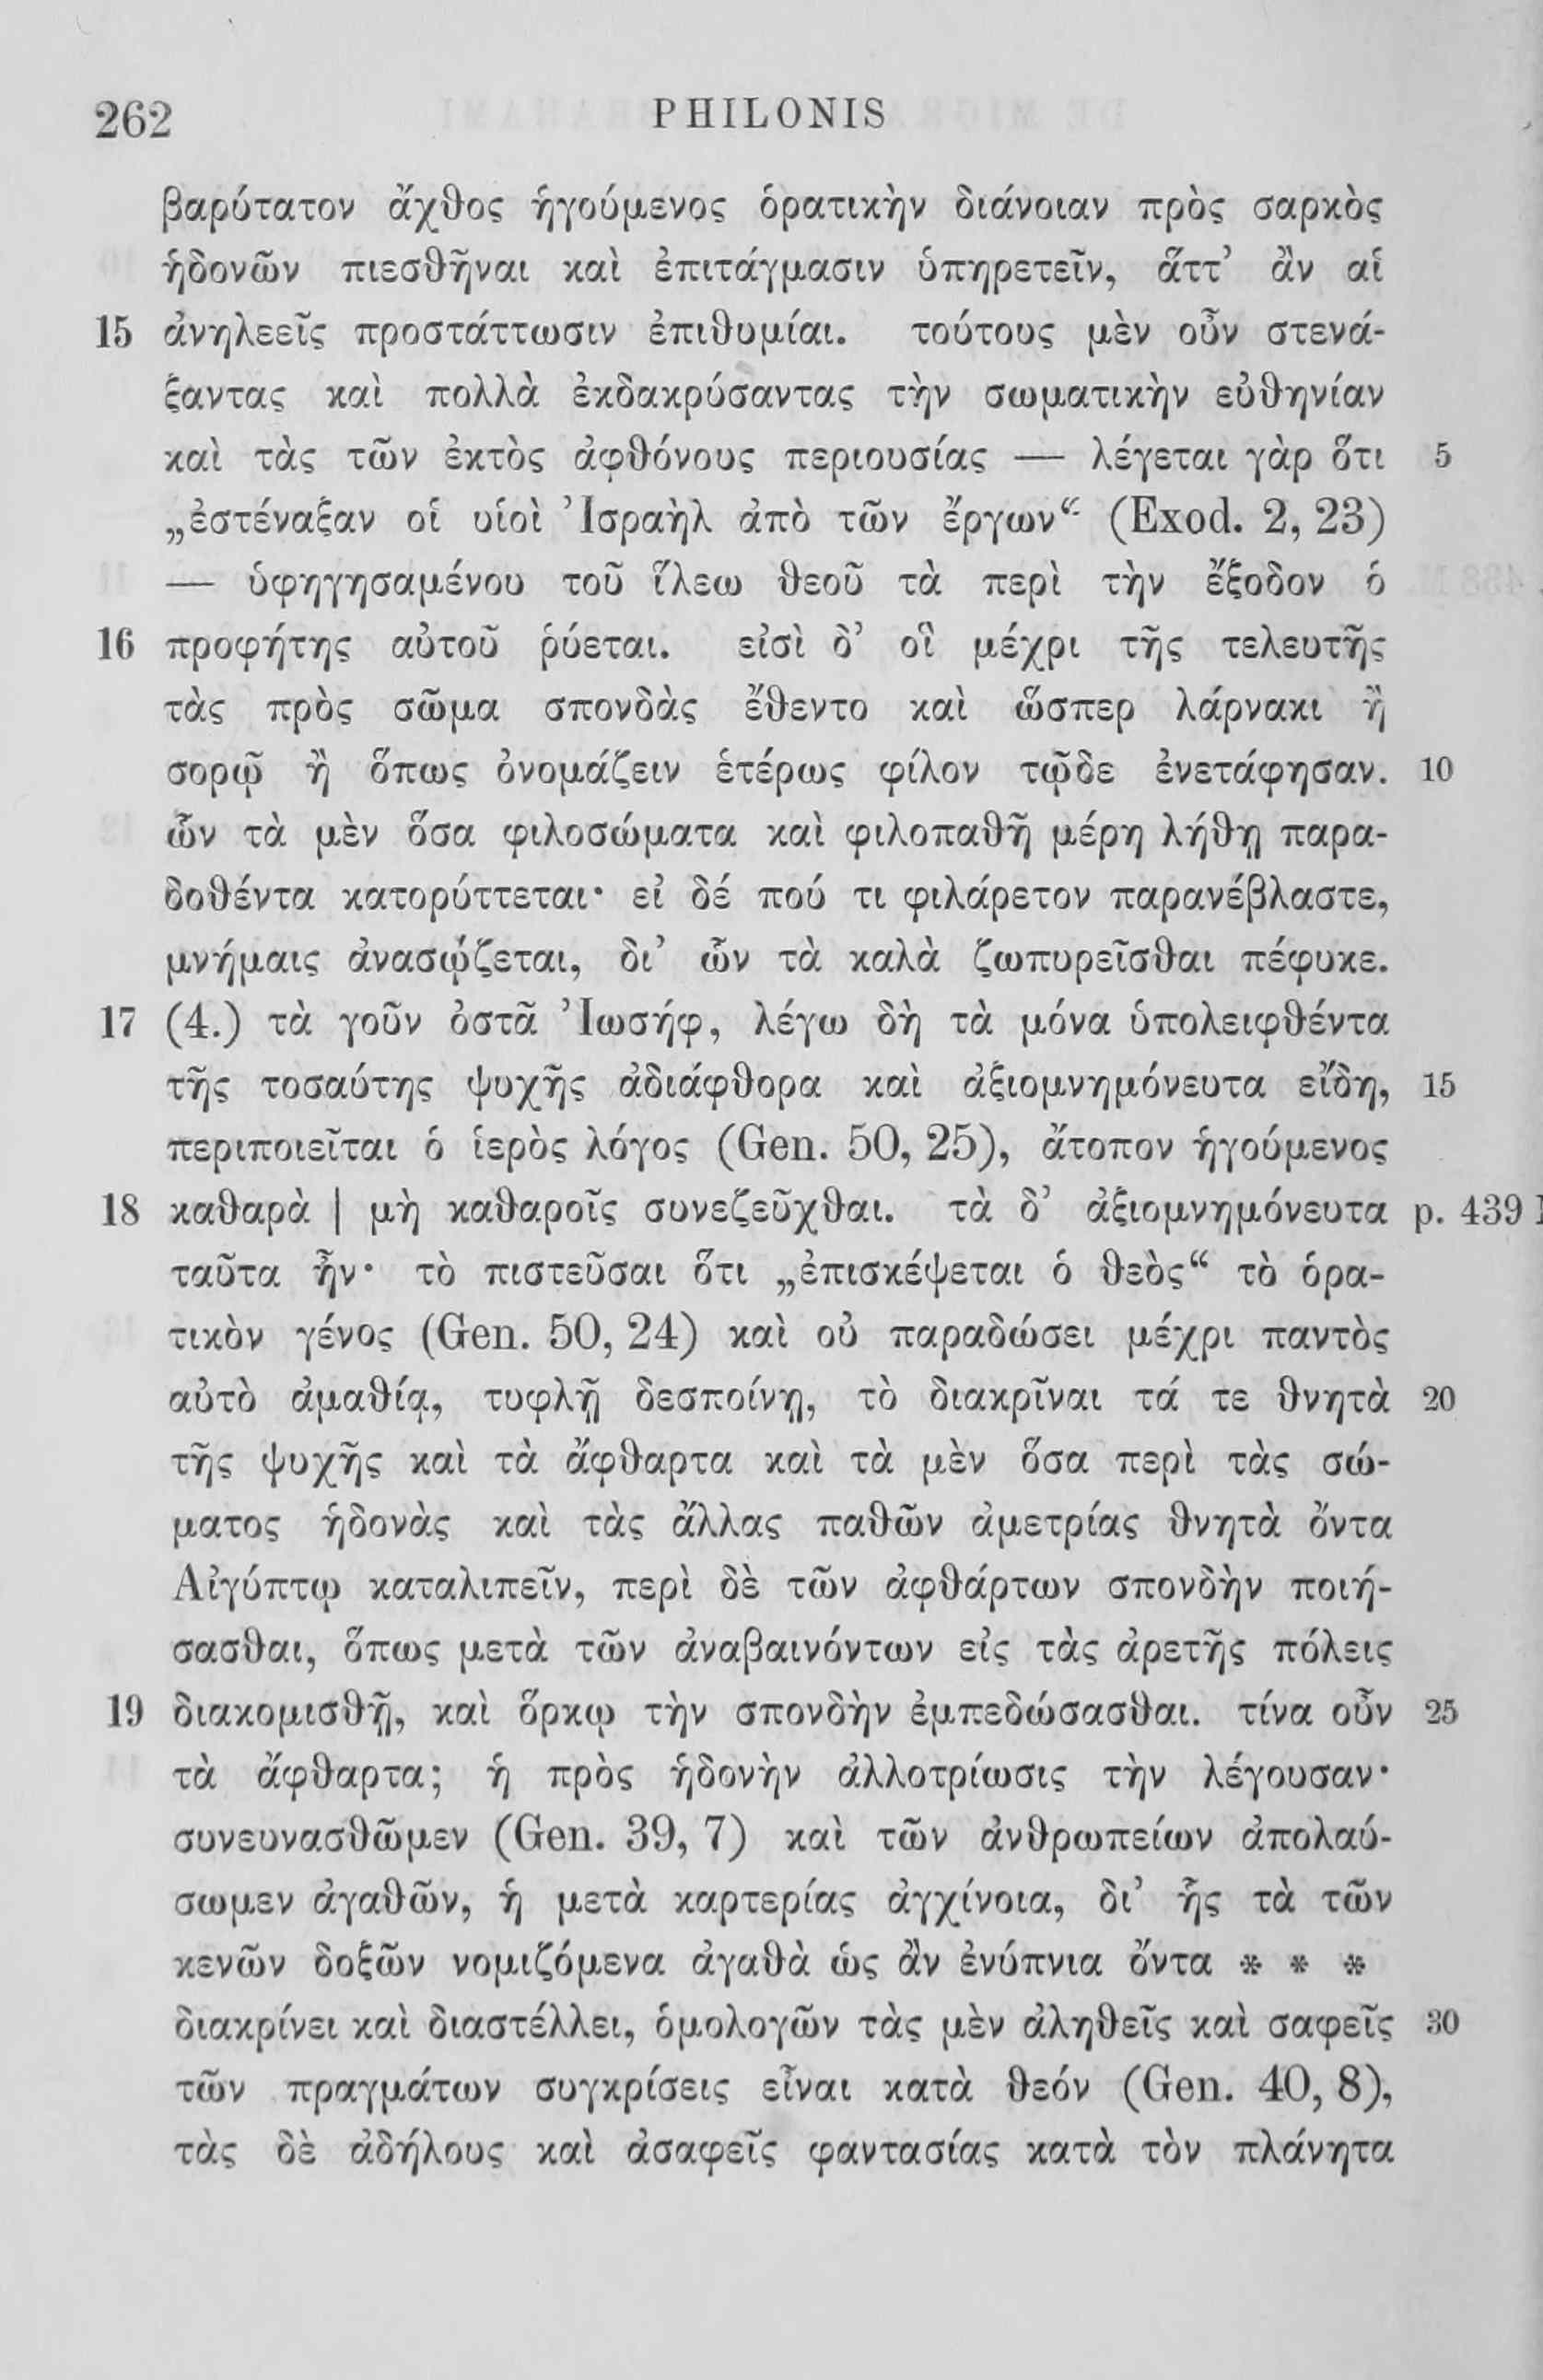 262 PHILONIS
βαρύτατον ἄχθος ἡγούμενος ὁρατικὴν διάνοιαν πρὸς σαρκὸς
ἡδονῶν πιεσθῆναι καὶ ἐπιτάγμασιν ὑπηρετεῖν, ἅττ’ ἂν αἱ
15 ἀνηλεεῖς προστάττωσιν ἐπιθυμίαι. τούτους μὲν οὖν στενά-
ξαντας καὶ πολλὰ ἐκδακρύσαντας τὴν σωματικὴν εὐθηνίαν
καὶ τὰς τῶν ἐκτὸς ἀφθόνους περιουσίας — λέγεται γὰρ ὅτι 5
„ἐστέναξαν οἱ υἱοὶ Ἰσραὴλ ἀπὸ τῶν ἔργων“ (Exod. 2, 23)
— ὑφηγησαμένου τοῦ ἵλεω θεοῦ τὰ περὶ τὴν ἔξοδον ὁ
16 προφήτης αὐτοῦ ῥύεται. εἰσὶ δ’ οἳ μέχρι τῆς τελευτῆς
τὰς πρὸς σῶμα σπονδὰς ἔθεντο καὶ ὥσπερ λάρνακι ἢ
σορῷ ἢ ὅπως ὀνομάζειν ἑτέρως φίλον τῷδε ἐνετάφησαν. 10
ὧν τὰ μὲν ὅσα φιλοσώματα καὶ φιλοπαθῆ μέρη λήθῃ παρα-
δοθέντα κατορύττεται· εἰ δέ πού τι φιλάρετον παρανέβλαστε,
μνήμαις ἀνασῴζεται, δι’ ὧν τὰ καλὰ ζωπυρεῖσθαι πέφυκε.
17 (4.) τὰ γοῦν ὀστᾶ Ἰωσήφ, λέγω δὴ τὰ μόνα ὑπολειφθέντα
τῆς τοσαύτης ψυχῆς ἀδιάφθορα καὶ ἀξιομνημόνευτα εἴδη, 15
περιποιεῖται ὁ ἱερὸς λόγος (Gen. 50, 25), ἄτοπον ἡγούμενος
18 καθαρὰ | μὴ καθαροῖς συνεζεῦχθαι. τὰ δ’ ἀξιομνημόνευτα p. 439
ταῦτα ἦν· τὸ πιστεῦσαι ὅτι „ἐπισκέψεται ὁ θεὸς“ τὸ ὁρα-
τικὸν γένος (Gen. 50, 24) καὶ οὐ παραδώσει μέχρι παντὸς
αὐτὸ ἀμαθίᾳ, τυφλῇ δεσποίνῃ, τὸ διακρῖναι τά τε θνητὰ 20
τῆς ψυχῆς καὶ τὰ ἄφθαρτα καὶ τὰ μὲν ὅσα περὶ τὰς σώ-
ματος ἡδονὰς καὶ τὰς ἄλλας παθῶν ἀμετρίας θνητὰ ὄντα
Αἰγύπτῳ καταλιπεῖν, περὶ δὲ τῶν ἀφθάρτων σπονδὴν ποιή-
σασθαι, ὅπως μετὰ τῶν ἀναβαινόντων εἰς τὰς ἀρετῆς πόλεις
19 διακομισθῇ, καὶ ὅρκῳ τὴν σπονδὴν ἐμπεδώσασθαι. τίνα οὖν 25
τὰ ἄφθαρτα; ἡ πρὸς ἡδονὴν ἀλλοτρίωσις τὴν λέγουσαν·
συνευνασθῶμεν (Gen. 39, 7) καὶ τῶν ἀνθρωπείων ἀπολαύ-
σωμεν ἀγαθῶν, ἡ μετὰ καρτερίας ἀγχίνοια, δι’ ἧς τὰ τῶν
κενῶν δοξῶν νομιζόμενα ἀγαθὰ ὡς ἂν ἐνύπνια ὄντα * * *
διακρίνει καὶ διαστέλλει, ὁμολογῶν τὰς μὲν ἀληθεῖς καὶ σαφεῖς 30
τῶν πραγμάτων συγκρίσεις εἶναι κατὰ θεόν (Gen. 40, 8),
τὰς δὲ ἀδήλους καὶ ἀσαφεῖς φαντασίας κατὰ τὸν πλάνητα